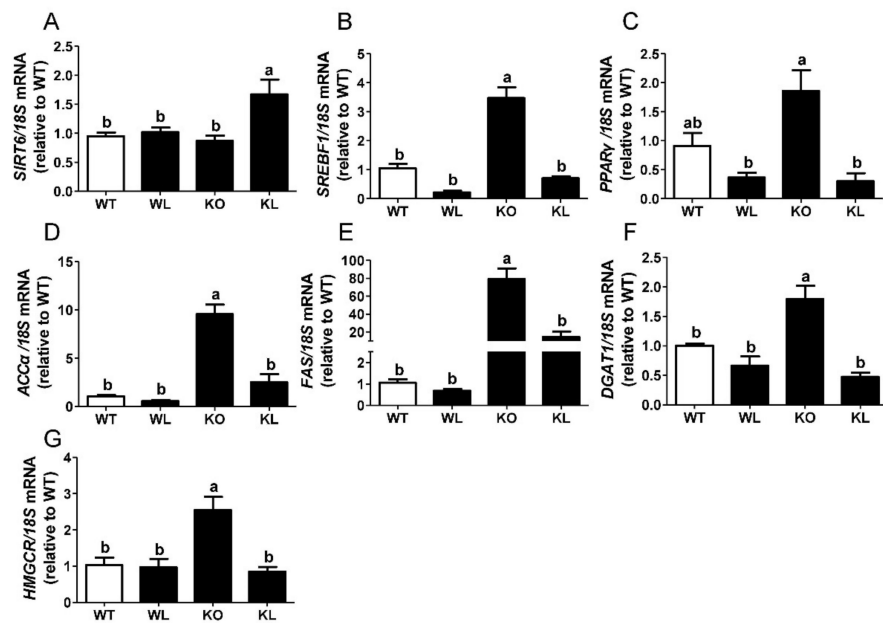 A
SIRT6/18S mRNA
(relative to WT)
2.5
2.0
1.5
1.0
0.5
0.0
b
b
b
a
WT
WL
KO
KL
B
SREBF1/18S mRNA
(relative to WT)
5
4
3
2
1
0
b
b
a
b
WT
WL
KO
KL
C
PPARγ /18S mRNA
(relative to WT)
2.5
2.0
1.5
1.0
0.5
0.0
ab
b
a
b
WT
WL
KO
KL
D
ACCα /18S mRNA
(relative to WT)
15
10
5
0
b
b
a
b
WT
WL
KO
KL
E
FAS/18S mRNA
(relative to WT)
100
80
60
40
20
2
1
0
b
b
a
b
WT
WL
KO
KL
F
DGAT1/18S mRNA
(relative to WT)
2.5
2.0
1.5
1.0
0.5
0.0
b
b
a
b
WT
WL
KO
KL
G
HMGCR/18S mRNA
(relative to WT)
4
3
2
1
0
b
b
a
b
WT
WL
KO
KL